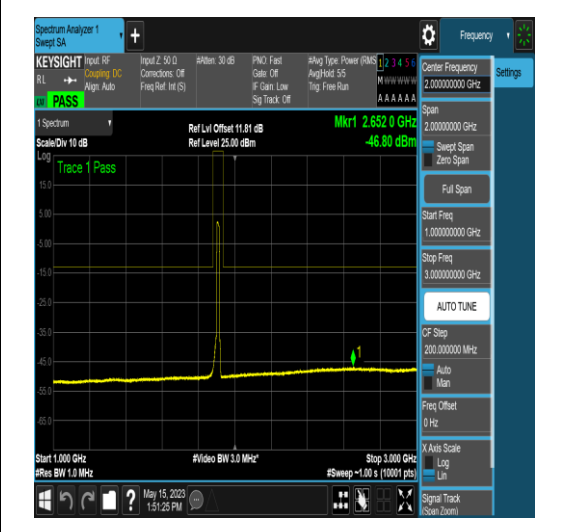 Spectrum Analyzer 1
Swept SA
Frequency
KEYSIGHT
RL
PASS
Input: RF
Coupling: DC
Align: Auto
Input Z: 50 Ω
Corrections: Off
Freq Ref: Int (S)
#Atten: 30 dB
PNO: Fast
Gate: Off
IF Gain: Low
Sig Track: Off
#Avg Type: Power (RMS
Avg|Hold: 5/5
Trig: Free Run
1 2 3 4 5 6
M W W W W W
A A A A A A
Center Frequency
2.000000000 GHz
Settings
Span
2.00000000 GHz
Swept Span
Zero Span
Full Span
Start Freq
1.000000000 GHz
Stop Freq
3.000000000 GHz
AUTO TUNE
CF Step
200.000000 MHz
Auto
Man
Freq Offset
0 Hz
X Axis Scale
Log
Lin
Signal Track
(Span Zoom)
1 Spectrum
Scale/Div 10 dB
Ref Lvl Offset 11.81 dB
Ref Level 25.00 dBm
Mkr1 2.652 0 GHz
-46.80 dBm
Log
Trace 1 Pass
15.0
5.00
-5.00
-15.0
-25.0
-35.0
-45.0
-55.0
-65.0
1
Start 1.000 GHz
#Res BW 1.0 MHz
#Video BW 3.0 MHz*
Stop 3.000 GHz
#Sweep ~1.00 s (10001 pts)
?
May 15, 2023
1:51:25 PM